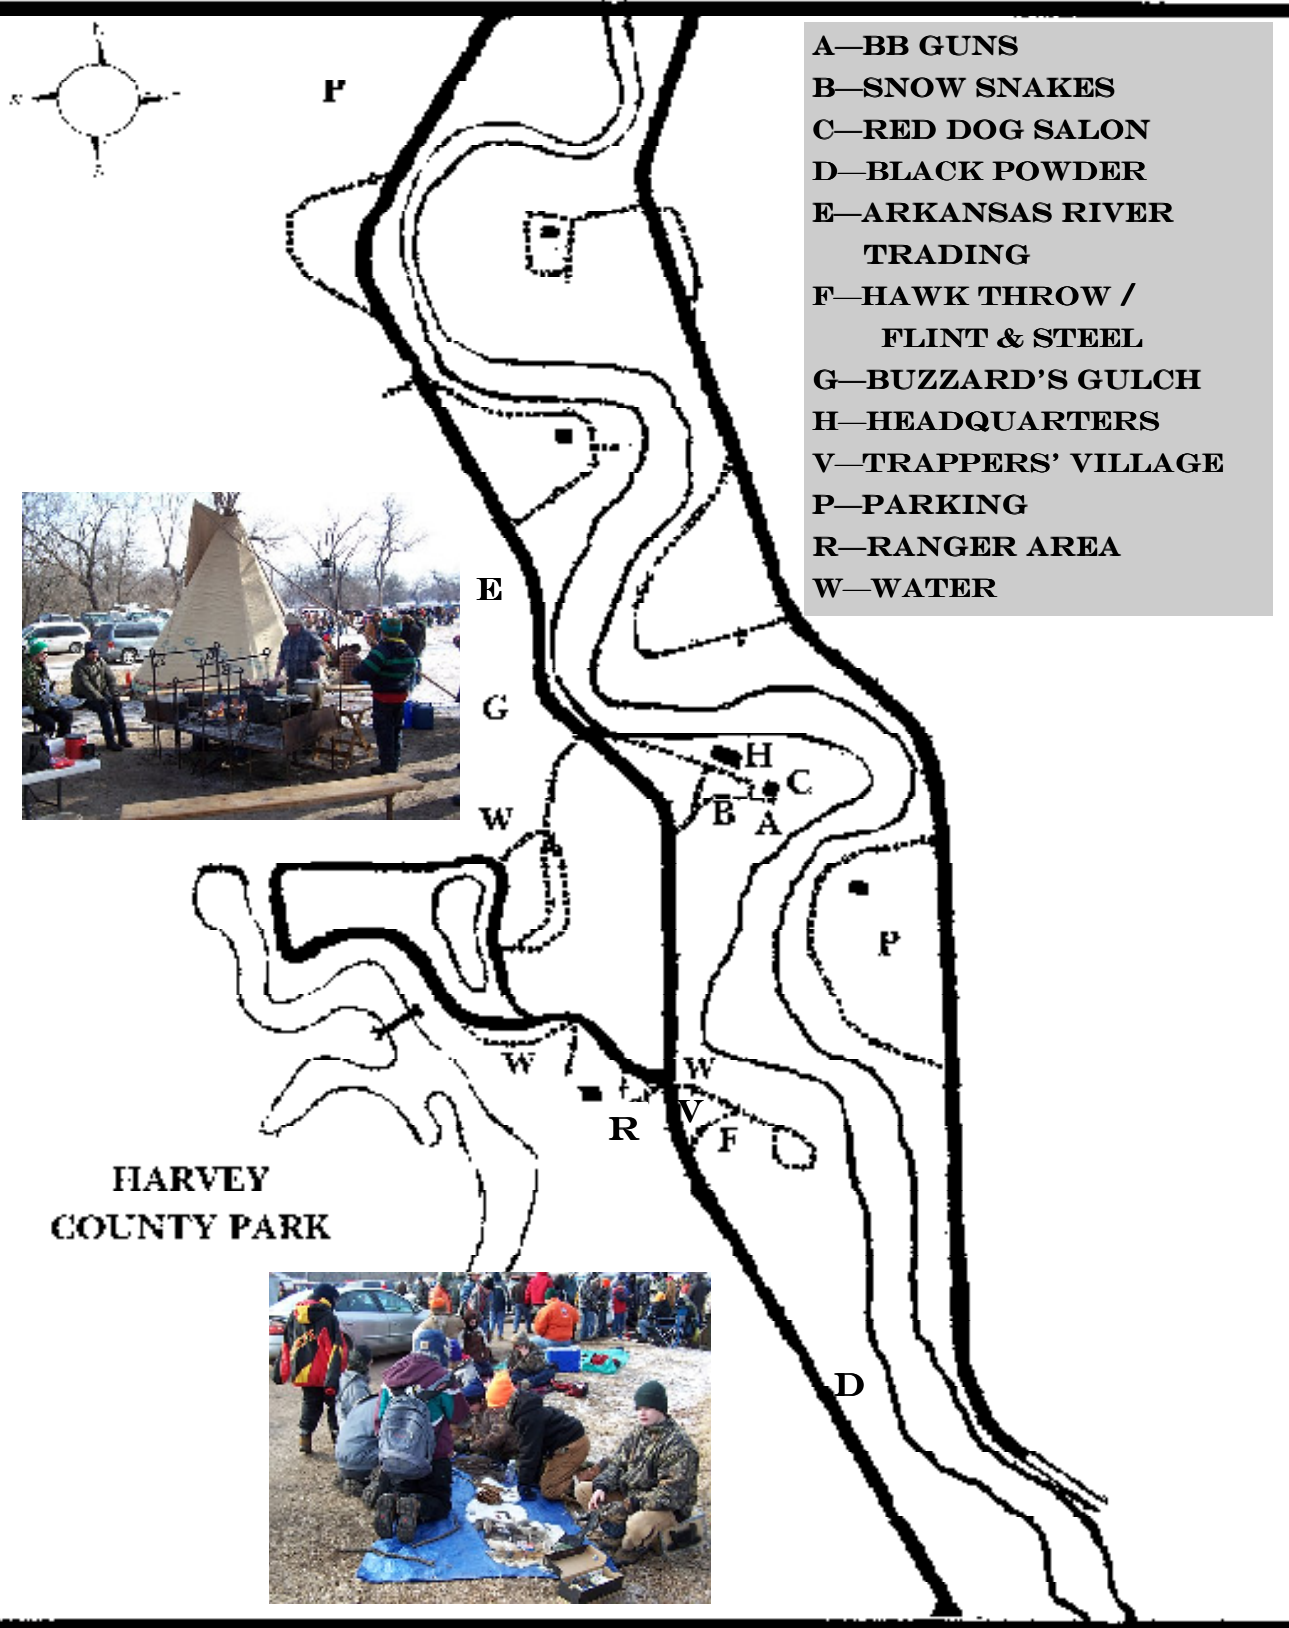 P
A—BB GUNS
B—SNOW SNAKES
C—RED DOG SALON
D—BLACK POWDER
E—ARKANSAS RIVER
TRADING
F—HAWK THROW /
FLINT & STEEL
G—BUZZARD'S GULCH
H—HEADQUARTERS
V—TRAPPERS' VILLAGE
P—PARKING
R—RANGER AREA
W—WATER
E
G
H
C
B
A
W
P
W
W
V
R
F
HARVEY
COUNTY PARK
D